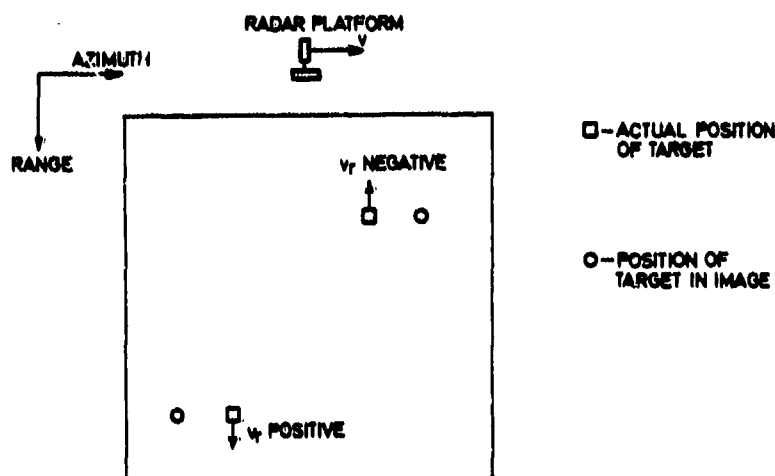 RADAR PLATFORM
V
AZIMUTH
RANGE
vr NEGATIVE
□-ACTUAL POSITION
OF TARGET
○-POSITION OF
TARGET IN IMAGE
vr POSITIVE